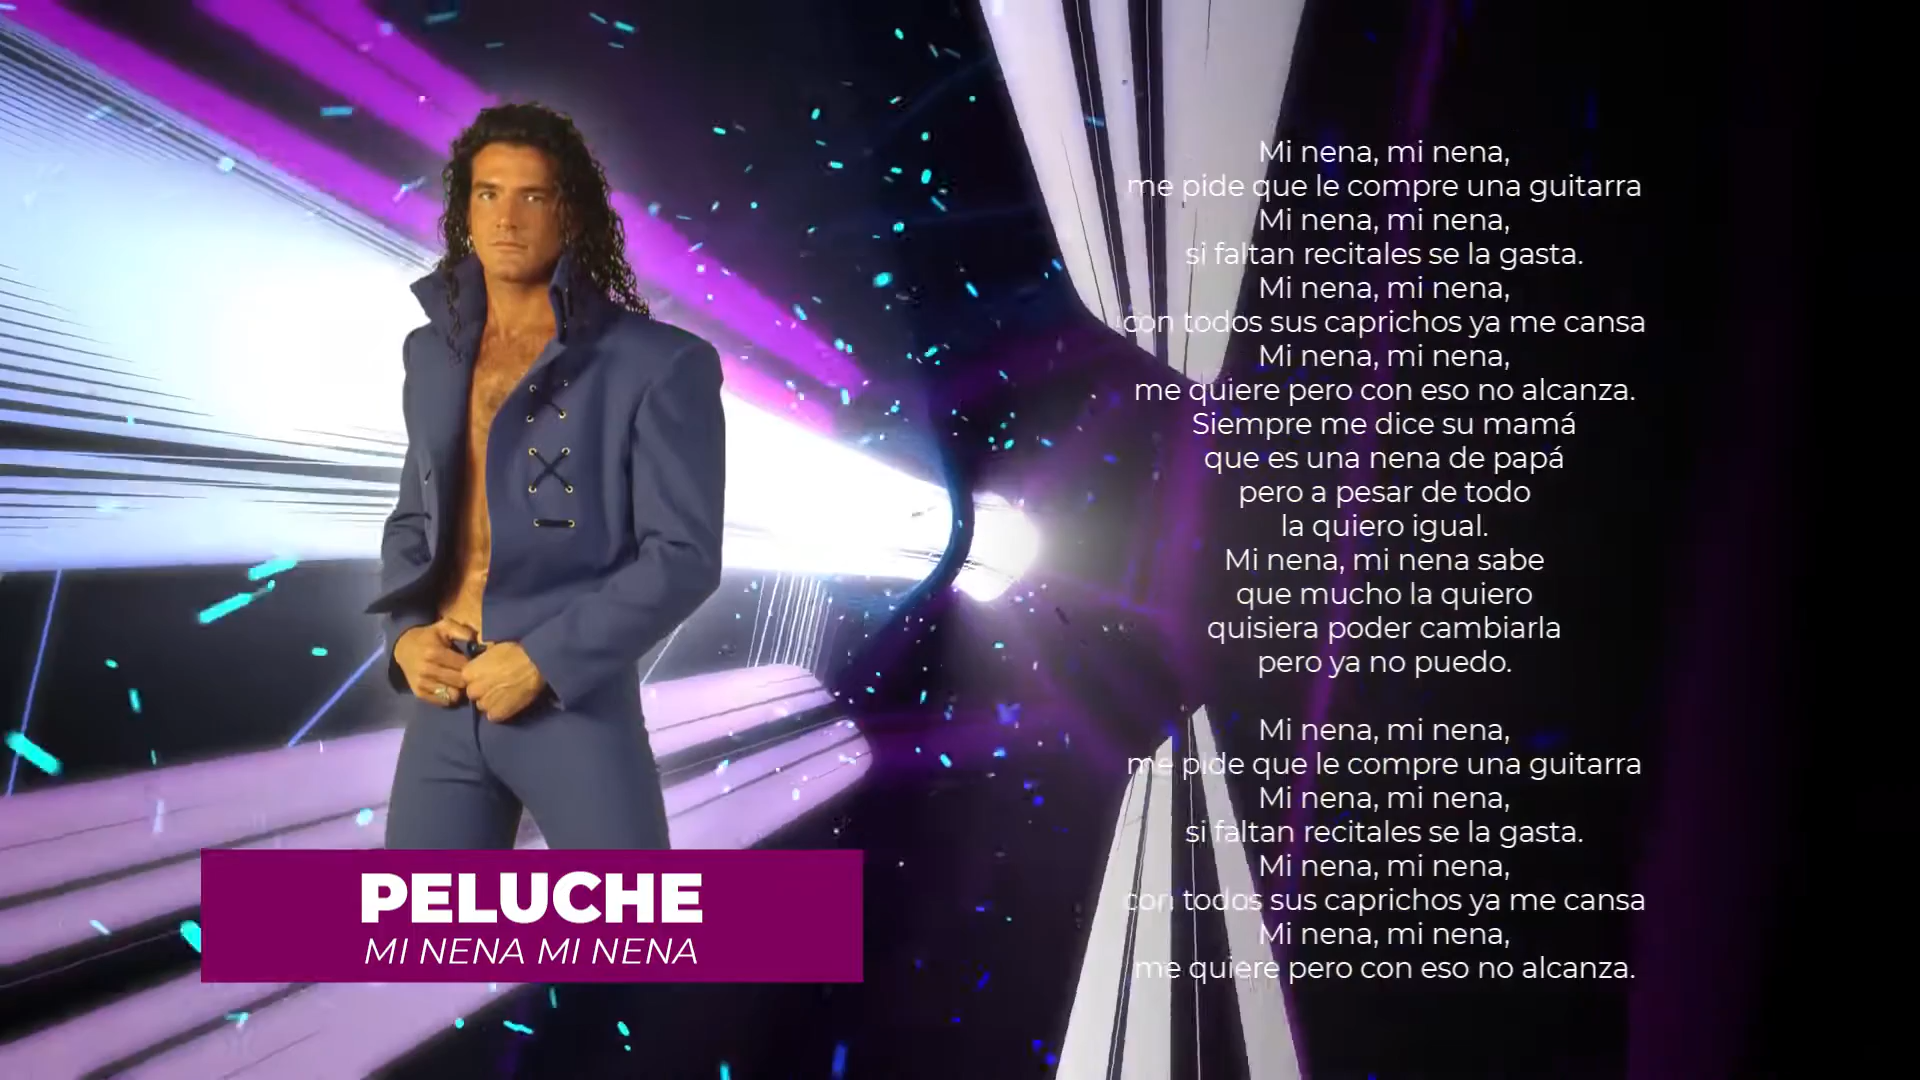 Mi nena, mi nena,
me pide que le compre una guitarra
Mi nena, mi nena,
si faltan recitales se la gasta.
Mi nena, mi nena,
con todos sus caprichos ya me cansa
Mi nena, mi nena,
me quiere pero con eso no alcanza.
Siempre me dice su mamá
que es una nena de papá
pero a pesar de todo
la quiero igual.
Mi nena, mi nena sabe
que mucho la quiero
quisiera poder cambiarla
pero ya no puedo.
Mi nena, mi nena,
me pide que le compre una guitarra
Mi nena, mi nena,
si faltan recitales se la gasta.
Mi nena, mi nena,
con todos sus caprichos ya me cansa
Mi nena, mi nena,
me quiere pero con eso no alcanza.
PELUCHE
MI NENA MI NENA